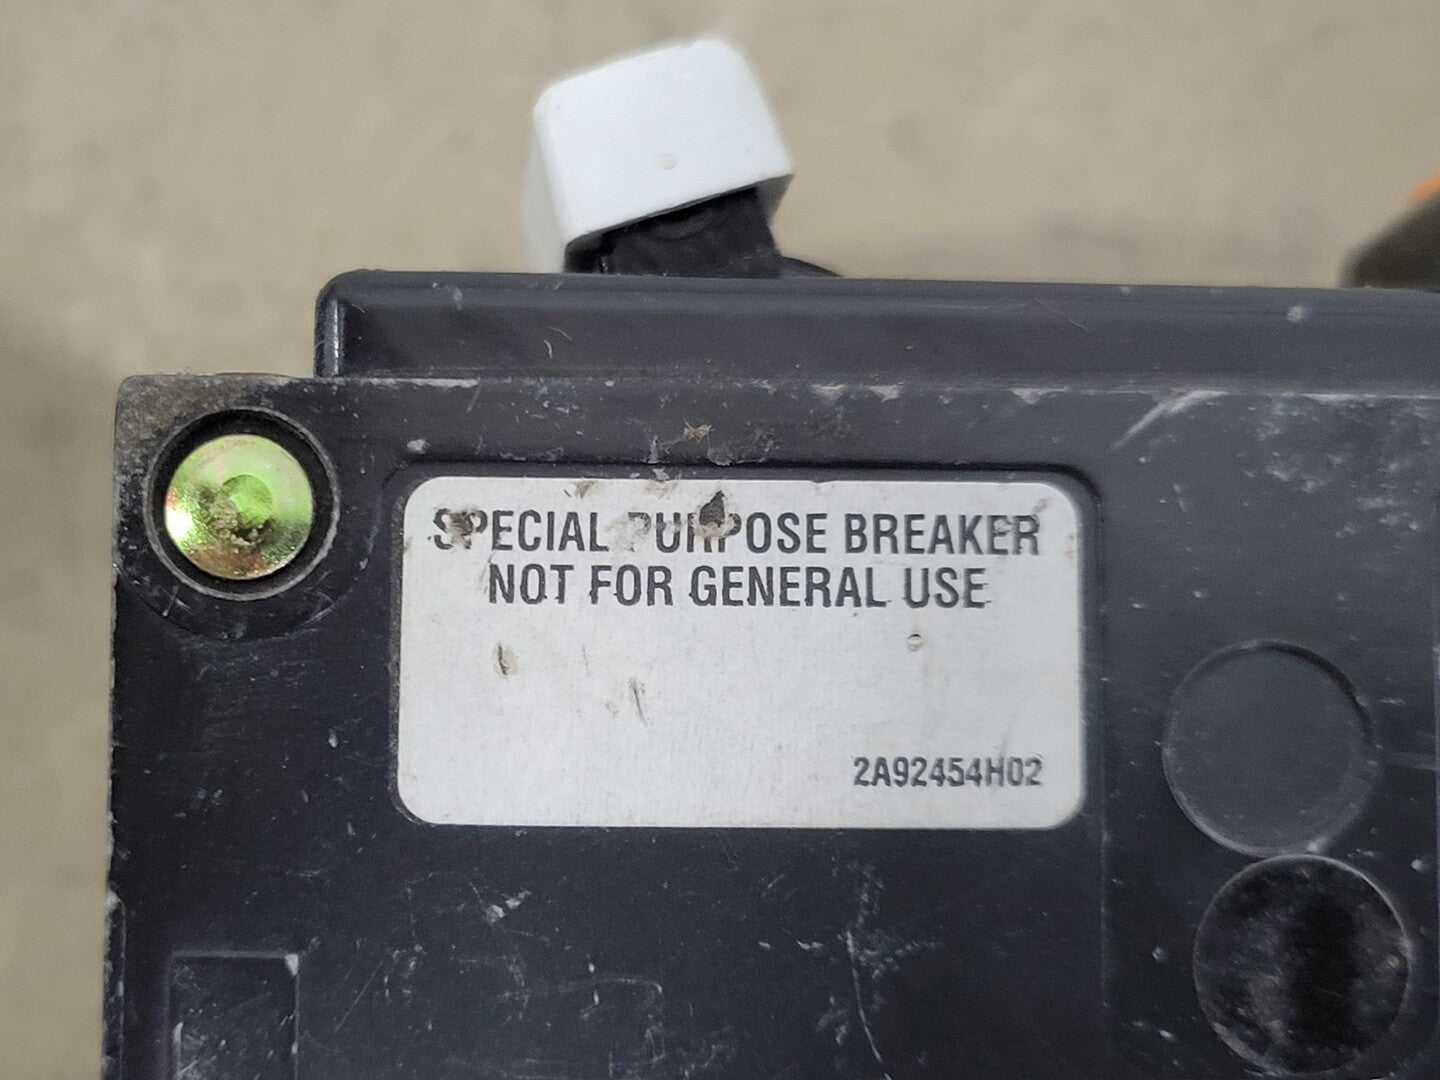 SPECIAL PURPOSE BREAKER
NOT FOR GENERAL USE
2A92454H02